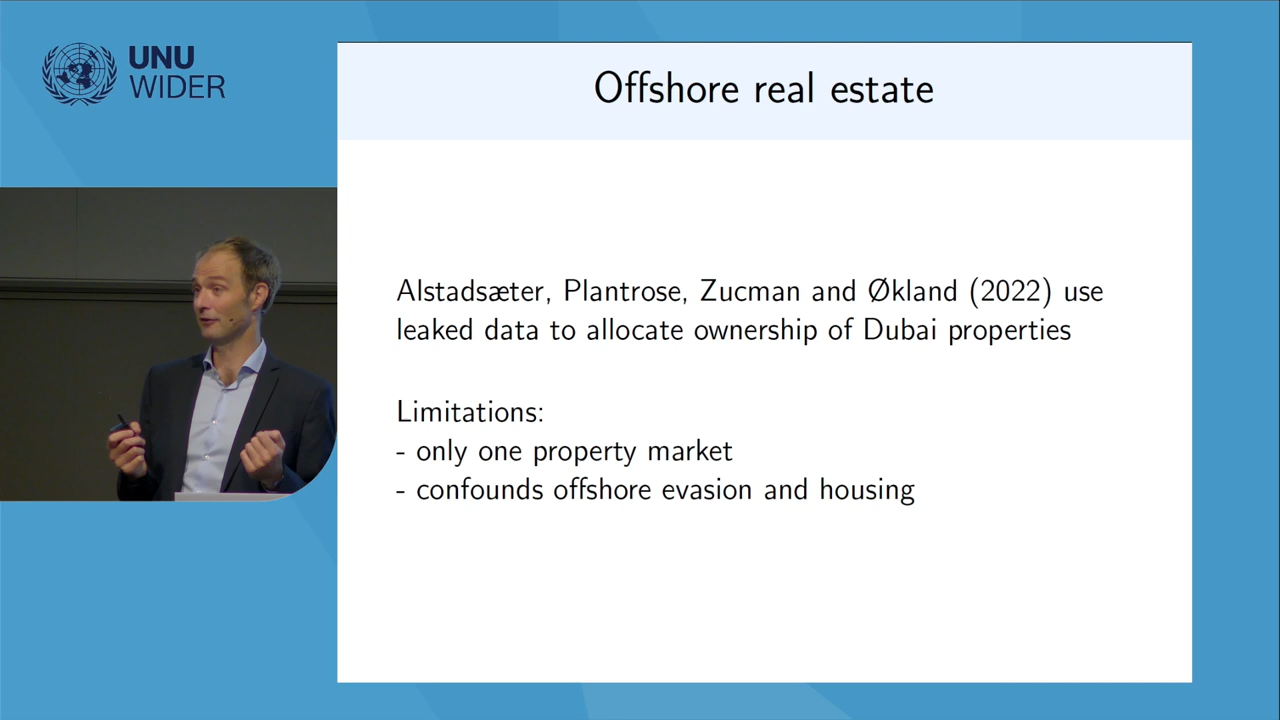 UNU
WIDER
Offshore real estate
Alstadsæter, Plantrose, Zucman and Økland (2022) use
leaked data to allocate ownership of Dubai properties
Limitations:
- only one property market
- confounds offshore evasion and housing